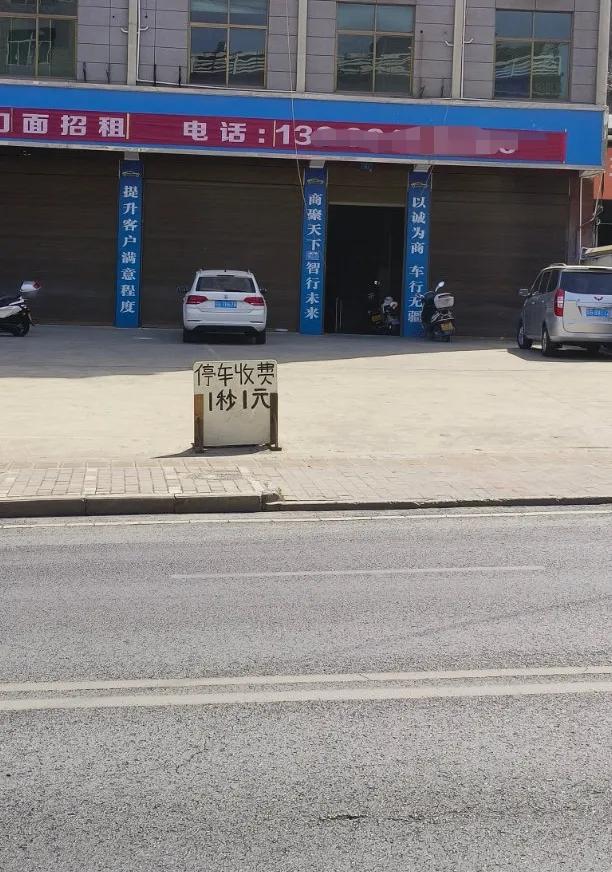 门面招租 电话:13
提升客户满意程度
商聚天下 智行未来
以诚为商 车行无疆
停车收费
1秒1元